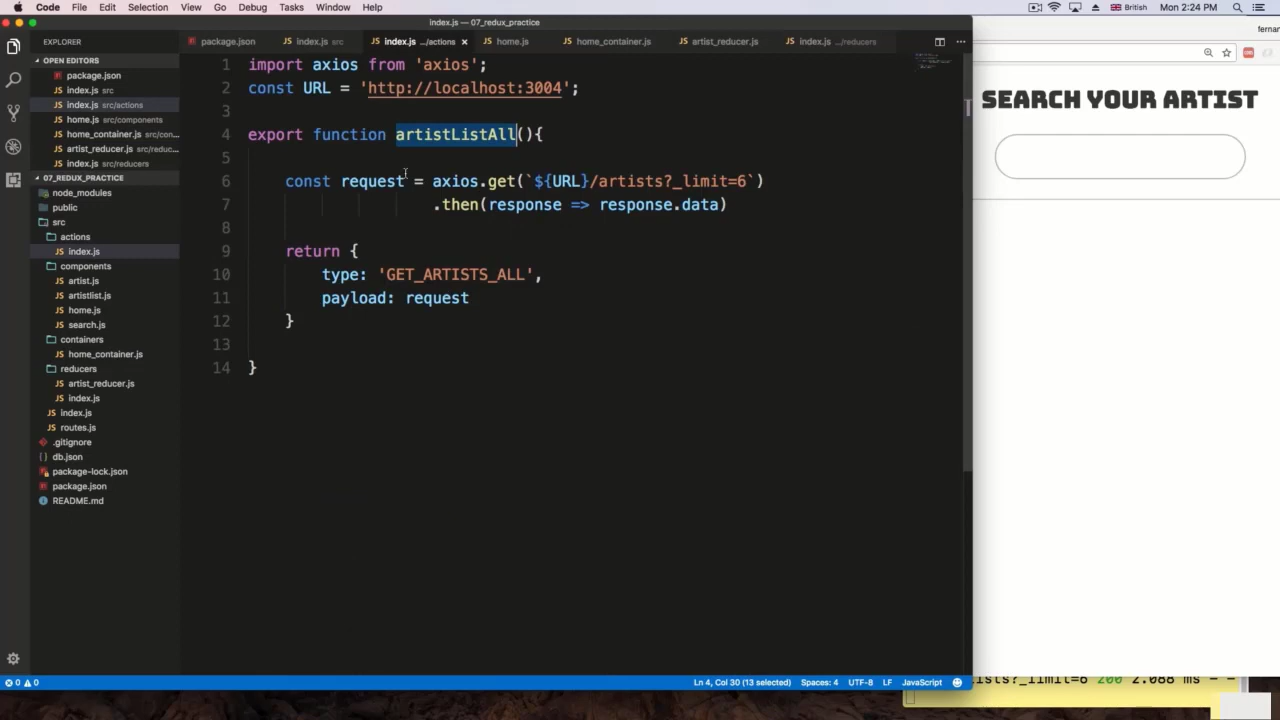 Code File Edit Selection View Go Debug Tasks Window Help British Mon 2:24 PM
index.js — 07_redux_practice
EXPLORER
package.json index.js src index.js .../actions × home.js home_container.js artist_reducer.js index.js .../reducers
OPEN EDITORS
package.json
index.js src
index.js src/actions
home.js src/components
home_container.js src/con...
artist_reducer.js src/reduc...
index.js src/reducers
07_REDUX_PRACTICE
node_modules
public
src
actions
index.js
components
artist.js
artistlist.js
home.js
search.js
containers
home_container.js
reducers
artist_reducer.js
index.js
index.js
routes.js
.gitignore
db.json
package-lock.json
package.json
README.md
1 import axios from 'axios';
2 const URL = 'http://localhost:3004';
3
4 export function artistListAll(){
5
6 const request = axios.get(`${URL}/artists?_limit=6`)
7 .then(response => response.data)
8
9 return {
10 type: 'GET_ARTISTS_ALL',
11 payload: request
12 }
13
14 }
0 0
Ln 4, Col 30 (13 selected) Spaces: 4 UTF-8 LF JavaScript
SEARCH YOUR ARTIST
ists?_limit=6 200 2.088 ms - -